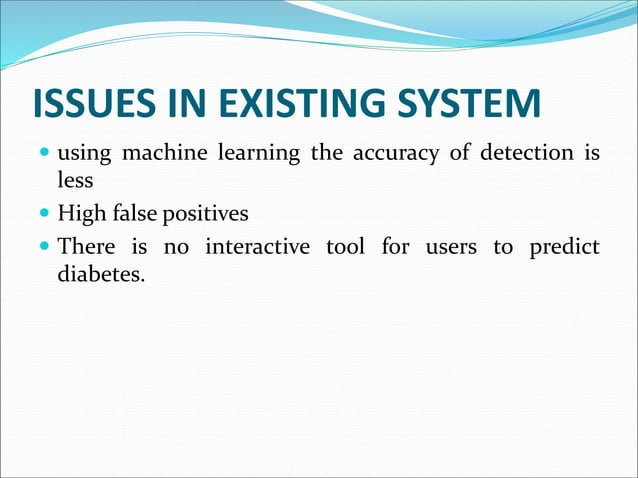 ISSUES IN EXISTING SYSTEM
using machine learning the accuracy of detection is
less
High false positives
There is no interactive tool for users to predict
diabetes.